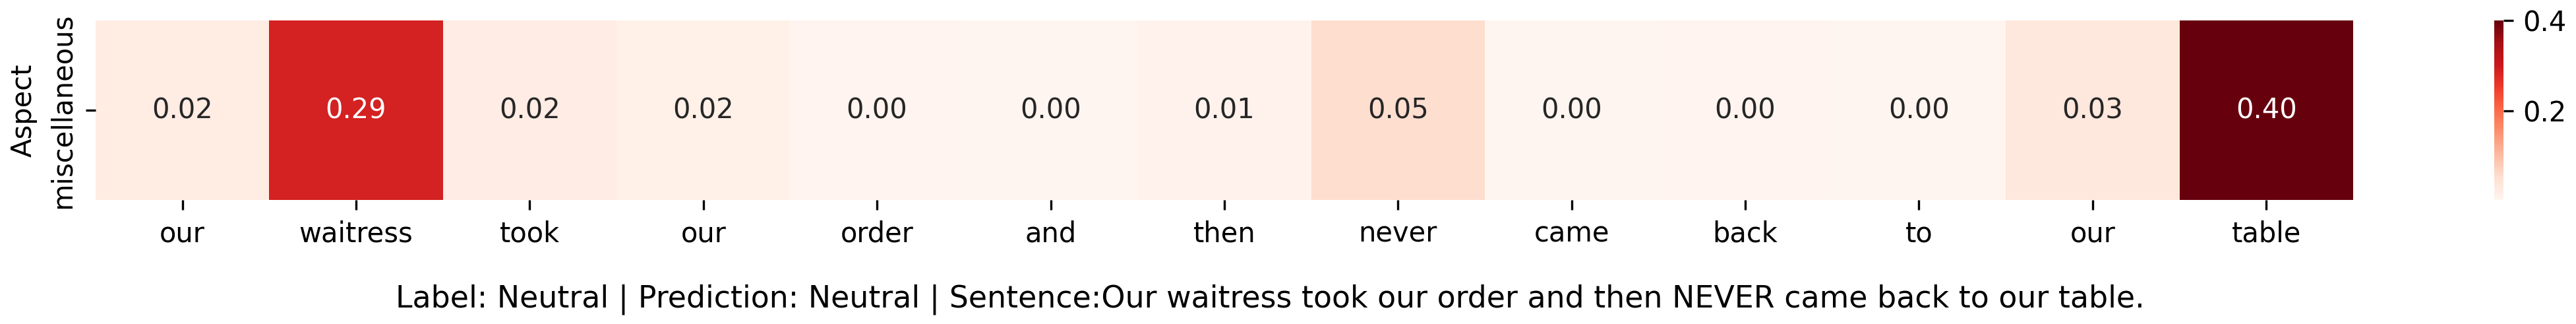 Aspect
miscellaneous
0.02 0.29 0.02 0.02 0.00 0.00 0.01 0.05 0.00 0.00 0.00 0.03 0.40
our waitress took our order and then never came back to our table
0.4
0.2
Label: Neutral | Prediction: Neutral | Sentence:Our waitress took our order and then NEVER came back to our table.